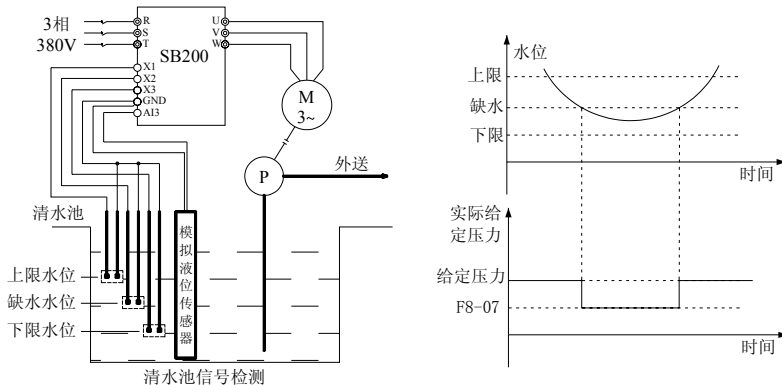 3相
380V
R
S
T
U
V
W
SB200
X1
X2
X3
GND
AI3
M
3~
P
外送
清水池
模拟液位传感器
上限水位
缺水水位
下限水位
清水池信号检测
水位
上限
缺水
下限
时间
实际给
定压力
给定压力
F8-07
时间